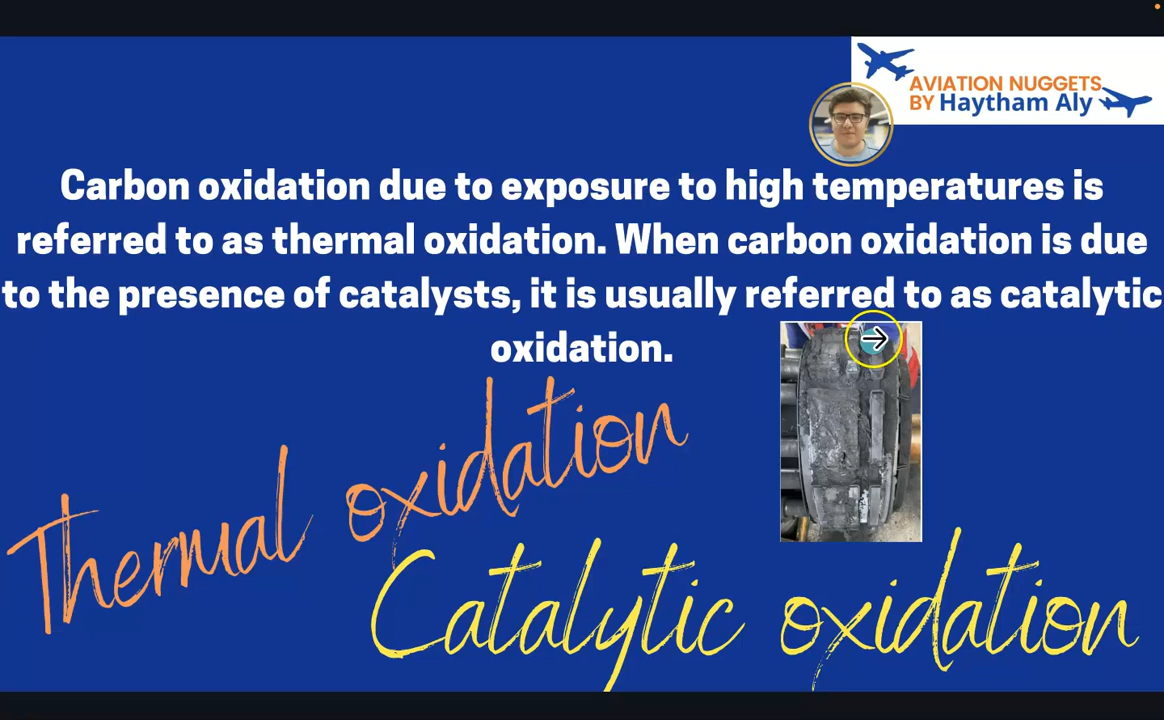 AVIATION NUGGETS
BY Haytham Aly
Carbon oxidation due to exposure to high temperatures is
referred to as thermal oxidation. When carbon oxidation is due
to the presence of catalysts, it is usually referred to as catalytic
oxidation.
Thermal oxidation
Catalytic oxidation